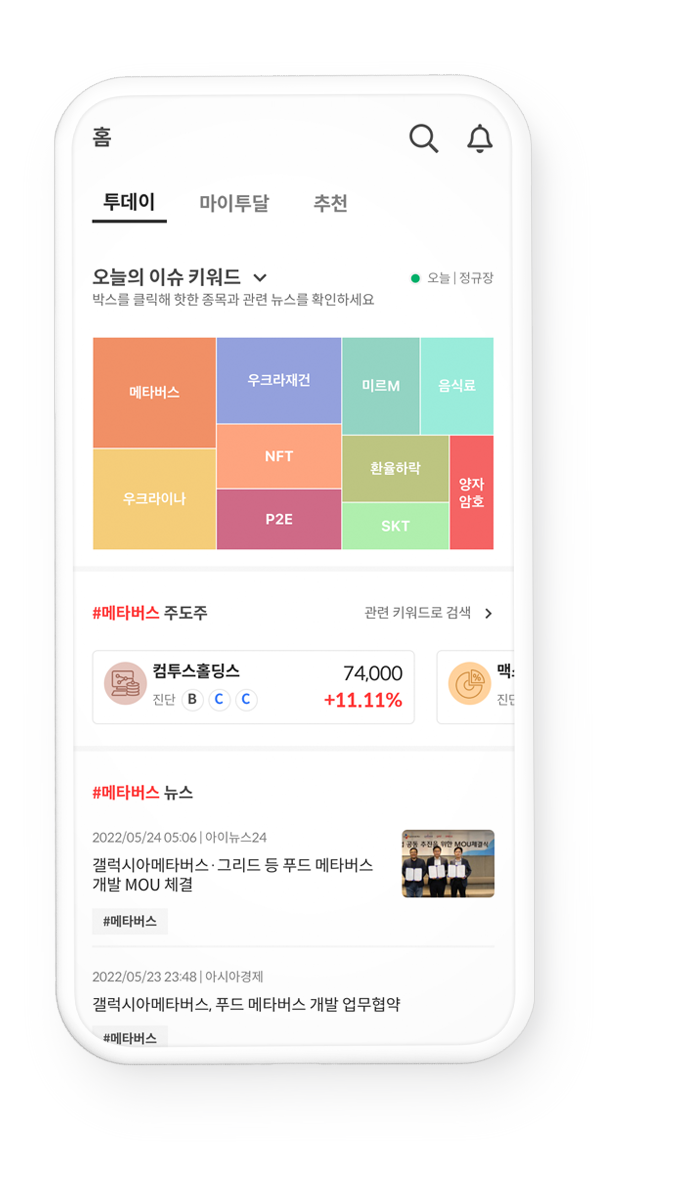 홈
투데이 마이투달 추천
오늘의 이슈 키워드
오늘 | 정규장
박스를 클릭해 핫한 종목과 관련 뉴스를 확인하세요
메타버스
우크라재건
미르M
음식료
NFT
환율하락
양자
암호
우크라이나
P2E
SKT
#메타버스 주도주
관련 키워드로 검색
컴투스홀딩스
74,000
진단 B C C
+11.11%
#메타버스 뉴스
2022/05/24 05:06 | 아이뉴스24
갤럭시아메타버스·그리드 등 푸드 메타버스
개발 MOU 체결
공동 추진을 위한 MOU체결식
#메타버스
2022/05/23 23:48 | 아시아경제
갤럭시아메타버스, 푸드 메타버스 개발 업무협약
#메타버스